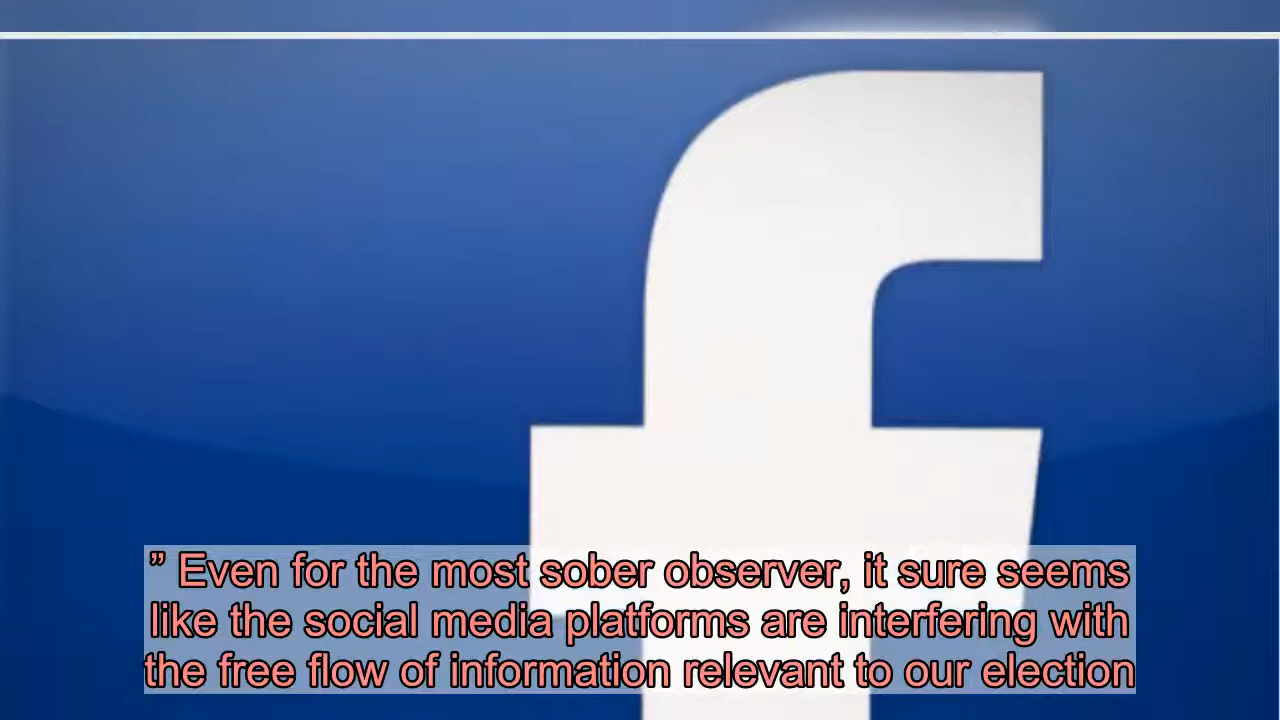 ” Even for the most sober observer, it sure seems
like the social media platforms are interfering with
the free flow of information relevant to our election